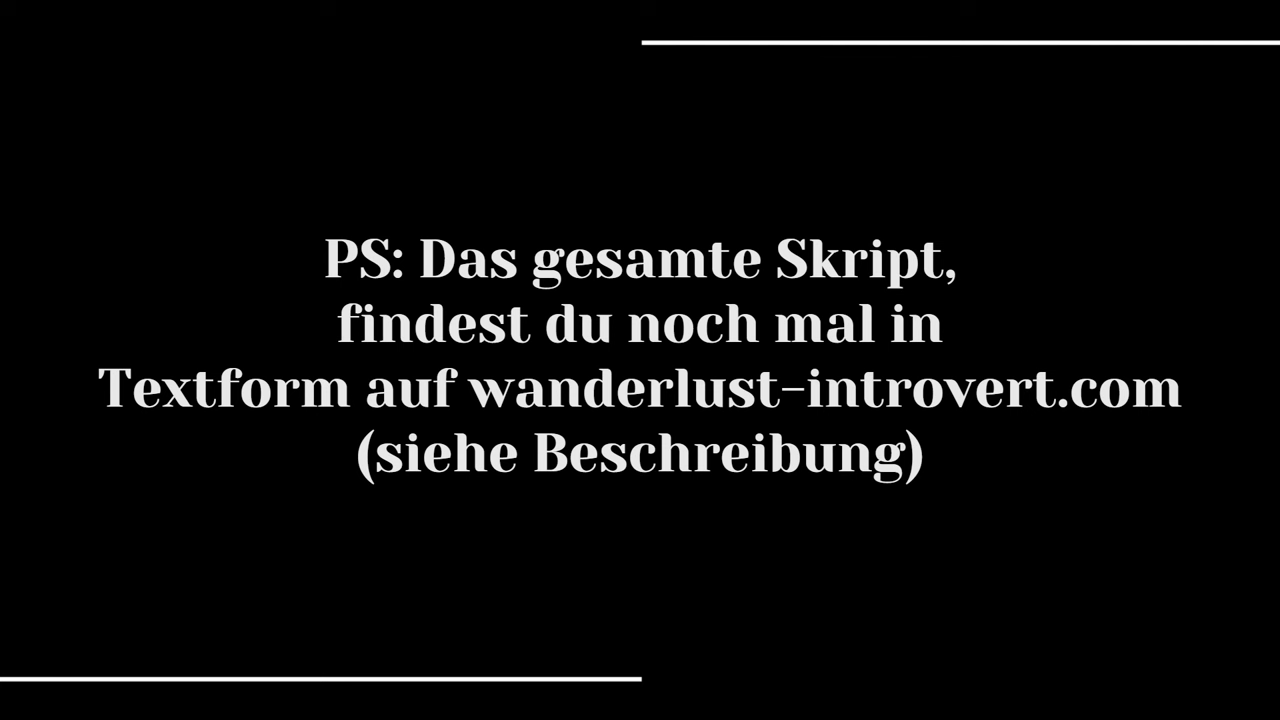 PS: Das gesamte Skript,
findest du noch mal in
Textform auf wanderlust-introvert.com
(siehe Beschreibung)